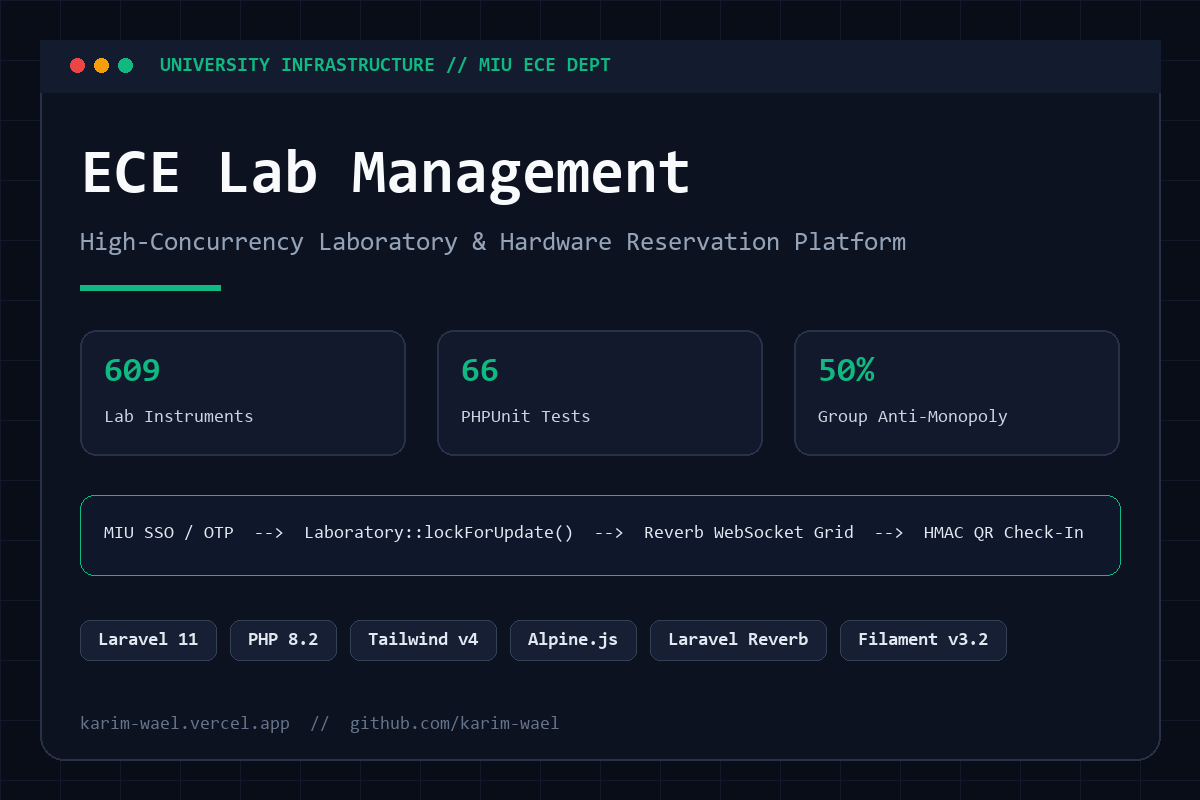 UNIVERSITY INFRASTRUCTURE // MIU ECE DEPT
ECE Lab Management
High-Concurrency Laboratory & Hardware Reservation Platform
609
Lab Instruments
66
PHPUnit Tests
50%
Group Anti-Monopoly
MIU SSO / OTP --> Laboratory::lockForUpdate() --> Reverb WebSocket Grid --> HMAC QR Check-In
Laravel 11 PHP 8.2 Tailwind v4 Alpine.js Laravel Reverb Filament v3.2
karim-wael.vercel.app // github.com/karim-wael